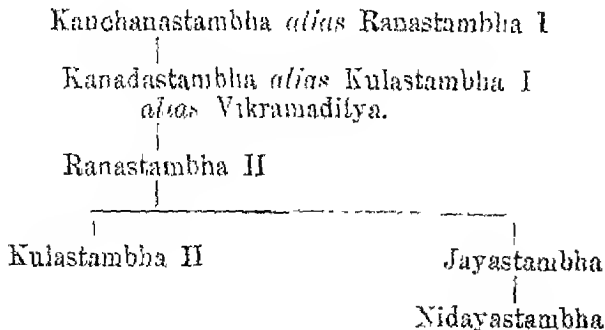 Kanchanastambha alias Ranastambha I
Kanadastambha alias Kulastambha I
alias Vikramaditya.
Ranastambha II
Kulastambha II Jayastambha
Nidayastambha